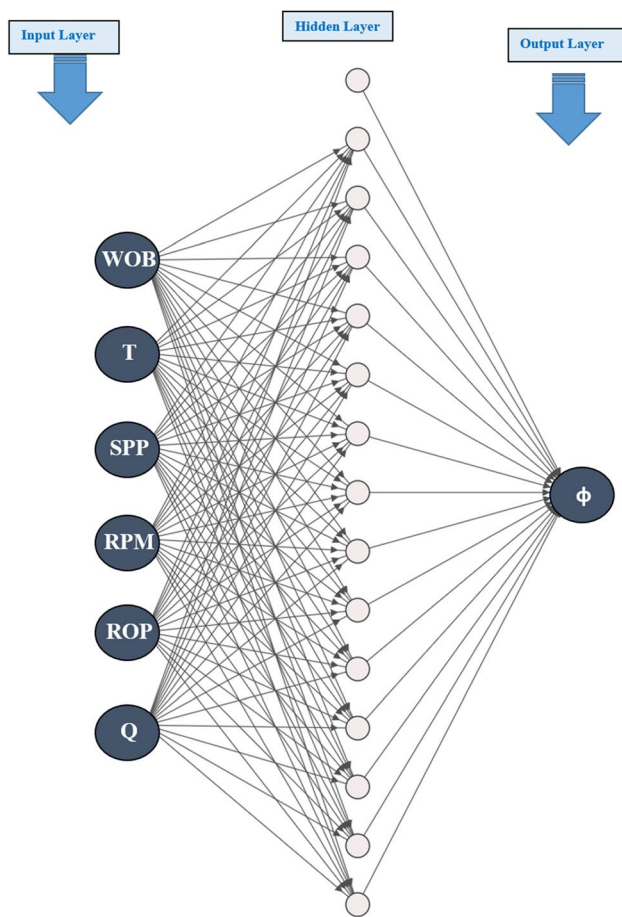 Input Layer
Hidden Layer
Output Layer
WOB
T
SPP
RPM
ROP
Q
ϕ